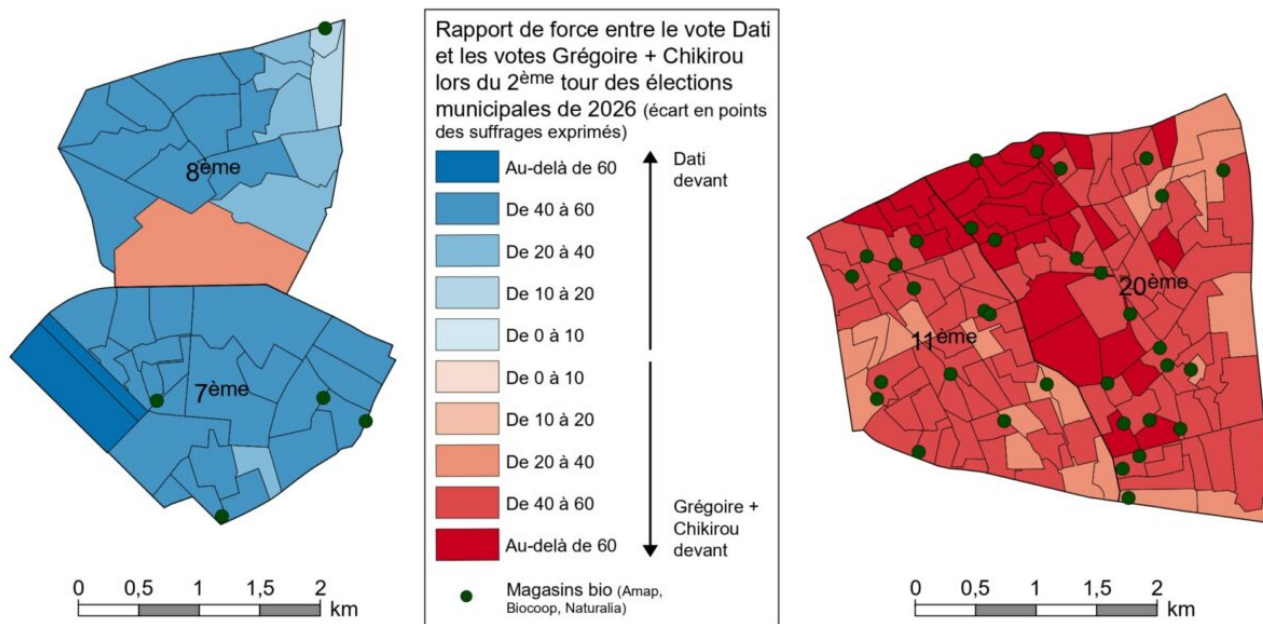 8ème
7ème
0 0,5 1 1,5 2
km
Rapport de force entre le vote Dati
et les votes Grégoire + Chikirou
lors du 2ème tour des élections
municipales de 2026 (écart en points
des suffrages exprimés)
Au-delà de 60
De 40 à 60
De 20 à 40
De 10 à 20
De 0 à 10
De 0 à 10
De 10 à 20
De 20 à 40
De 40 à 60
Au-delà de 60
Dati
devant
Grégoire +
Chikirou
devant
Magasins bio (Amap,
Biocoop, Naturalia)
20ème
11ème
0 0,5 1 1,5 2
km